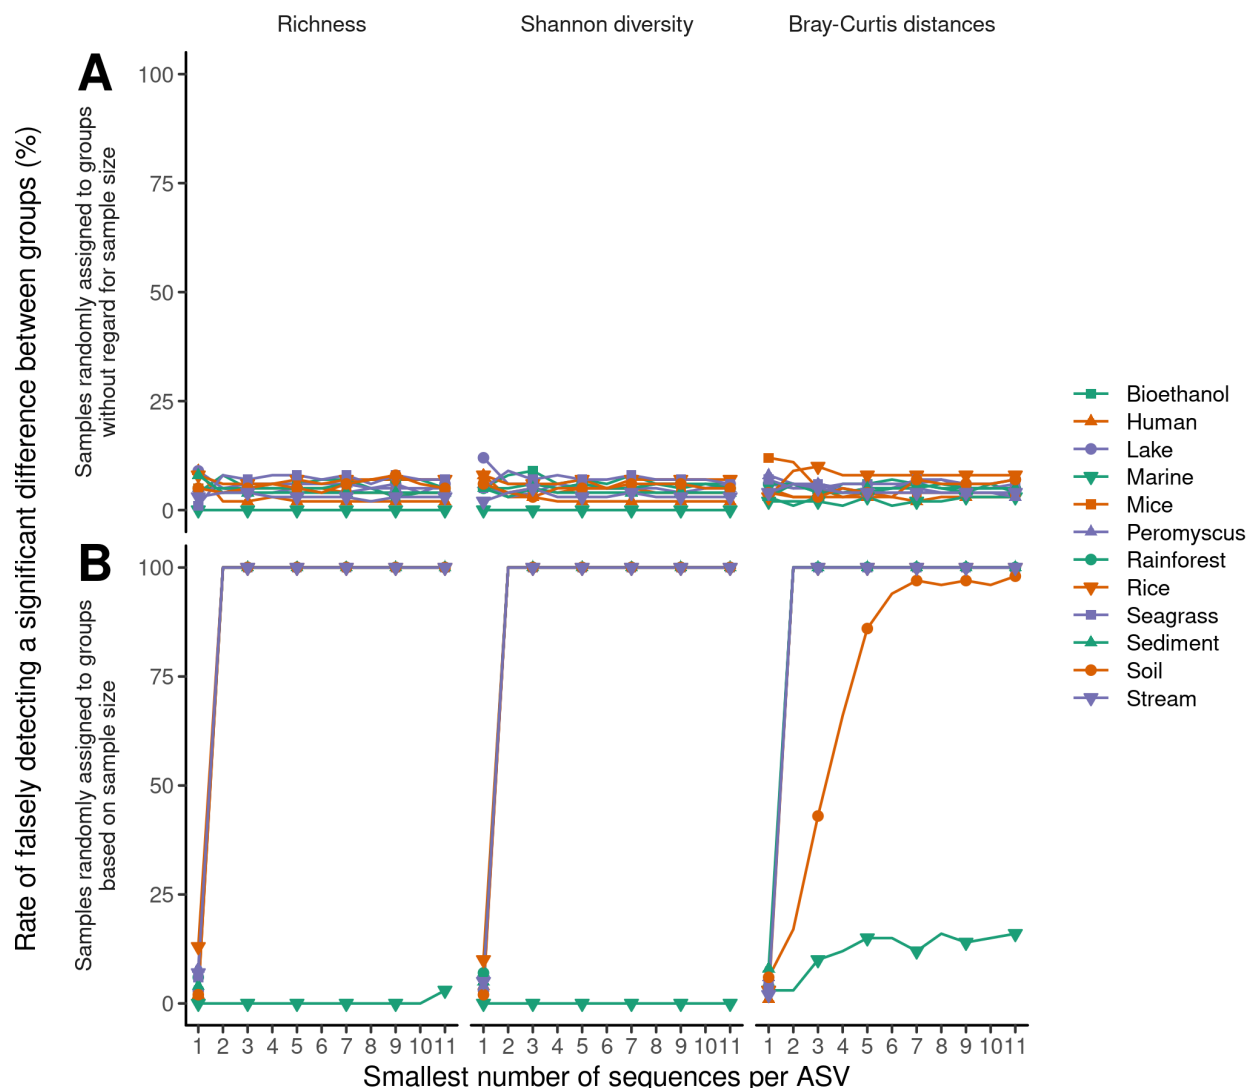 Richness
Shannon diversity
Bray-Curtis distances
Rate of falsely detecting a significant difference between groups (%)
A
Samples randomly assigned to groups
without regard for sample size
100
75
50
25
0
B
Samples randomly assigned to groups
based on sample size
100
75
50
25
0
1 2 3 4 5 6 7 8 9 10 11
1 2 3 4 5 6 7 8 9 10 11
1 2 3 4 5 6 7 8 9 10 11
Smallest number of sequences per ASV
Bioethanol
Human
Lake
Marine
Mice
Peromyscus
Rainforest
Rice
Seagrass
Sediment
Soil
Stream